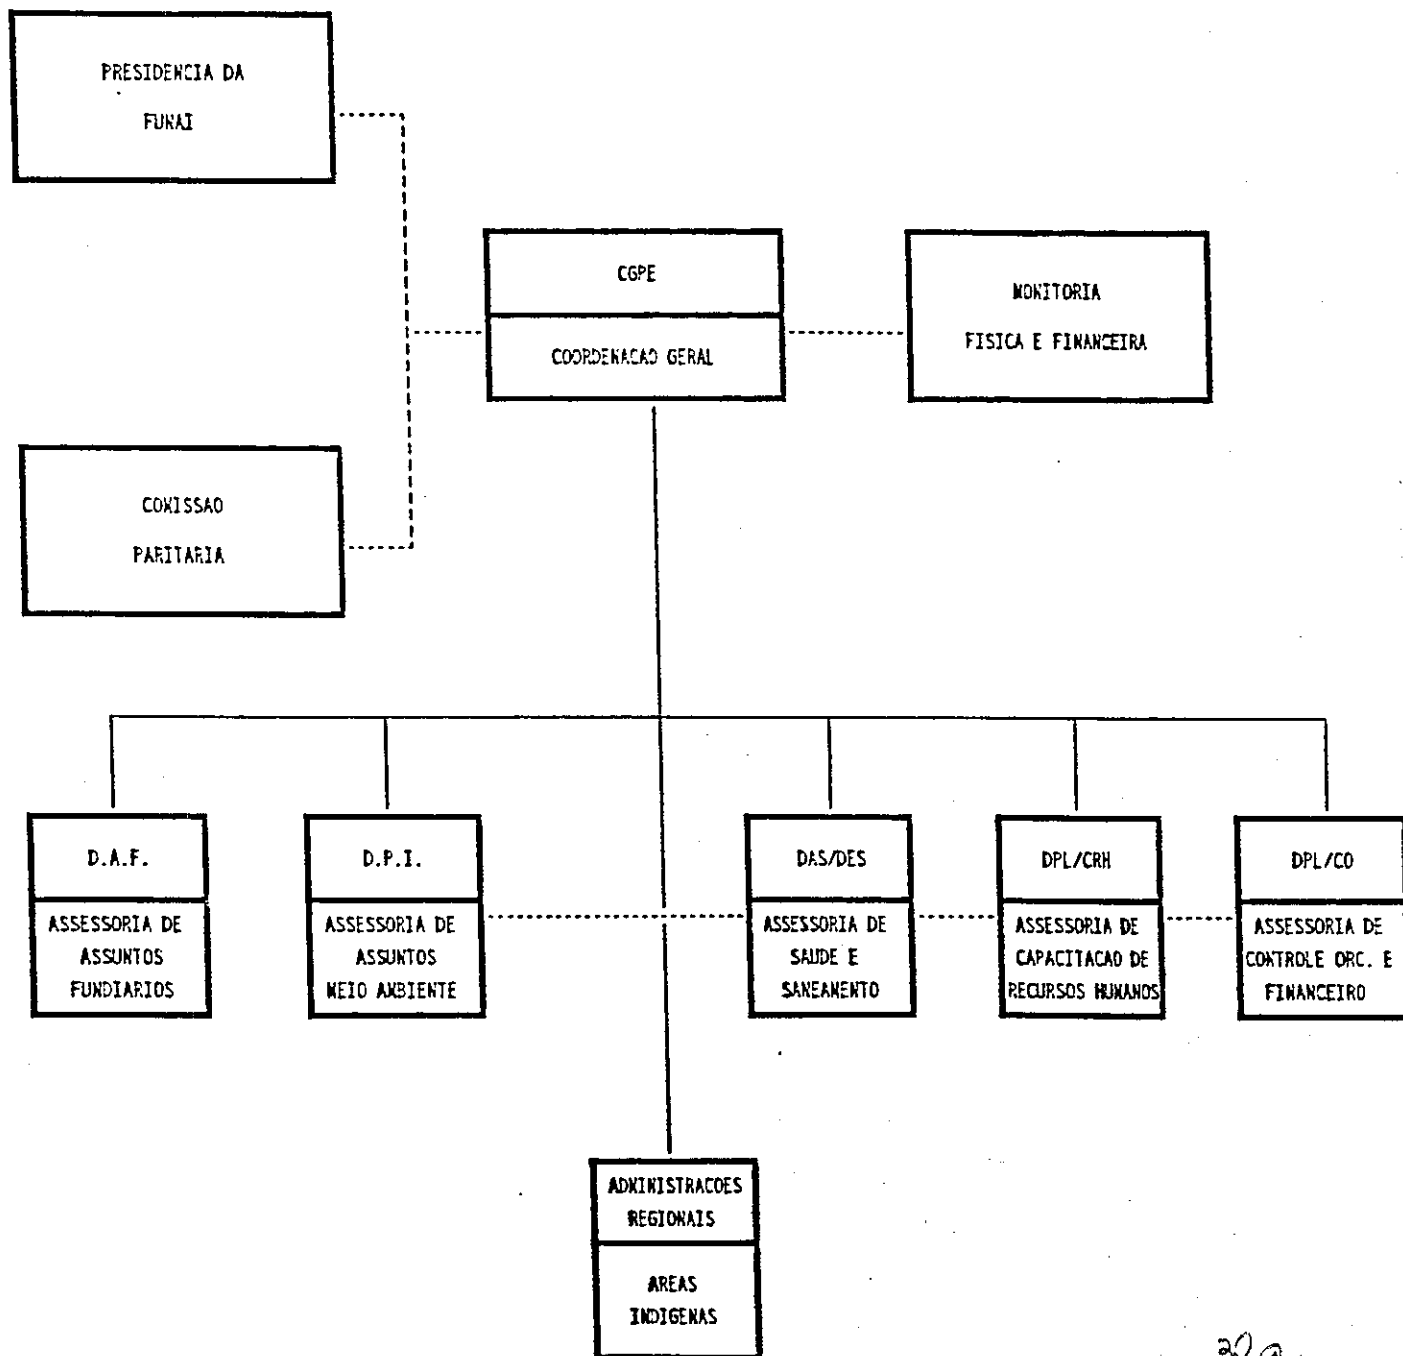 PRESIDENCIA DA
FUNAI
CGPE
COORDENACAO GERAL
MONITORIA
FISICA E FINANCEIRA
COMISSAO
PARITARIA
D.A.F.
ASSESSORIA DE
ASSUNTOS
FUNDIARIOS
D.P.I.
ASSESSORIA DE
ASSUNTOS
MEIO AMBIENTE
DAS/DES
ASSESSORIA DE
SAUDE E
SANEAMENTO
DPL/CRH
ASSESSORIA DE
CAPACITACAO DE
RECURSOS HUMANOS
DPL/CO
ASSESSORIA DE
CONTROLE ORC. E
FINANCEIRO
ADMINISTRACOES
REGIONAIS
AREAS
INDIGENAS